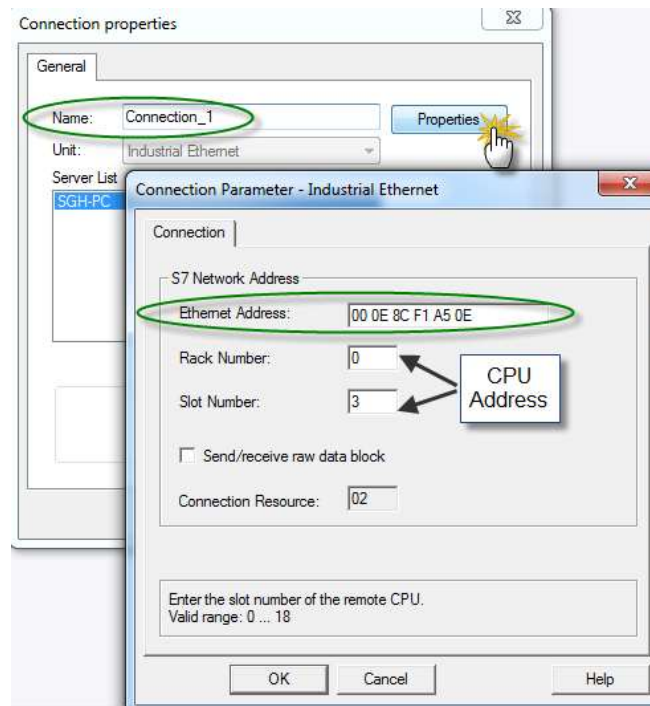 Connection properties
General
Name: Connection_1 Properties
Unit: Industrial Ethernet
Server List
SGH-PC
Connection Parameter - Industrial Ethernet
Connection
S7 Network Address
Ethernet Address: 00 0E 8C F1 A5 0E
Rack Number: 0
CPU
Address
Slot Number: 3
Send/receive raw data block
Connection Resource: 02
Enter the slot number of the remote CPU.
Valid range: 0 ... 18
OK Cancel Help